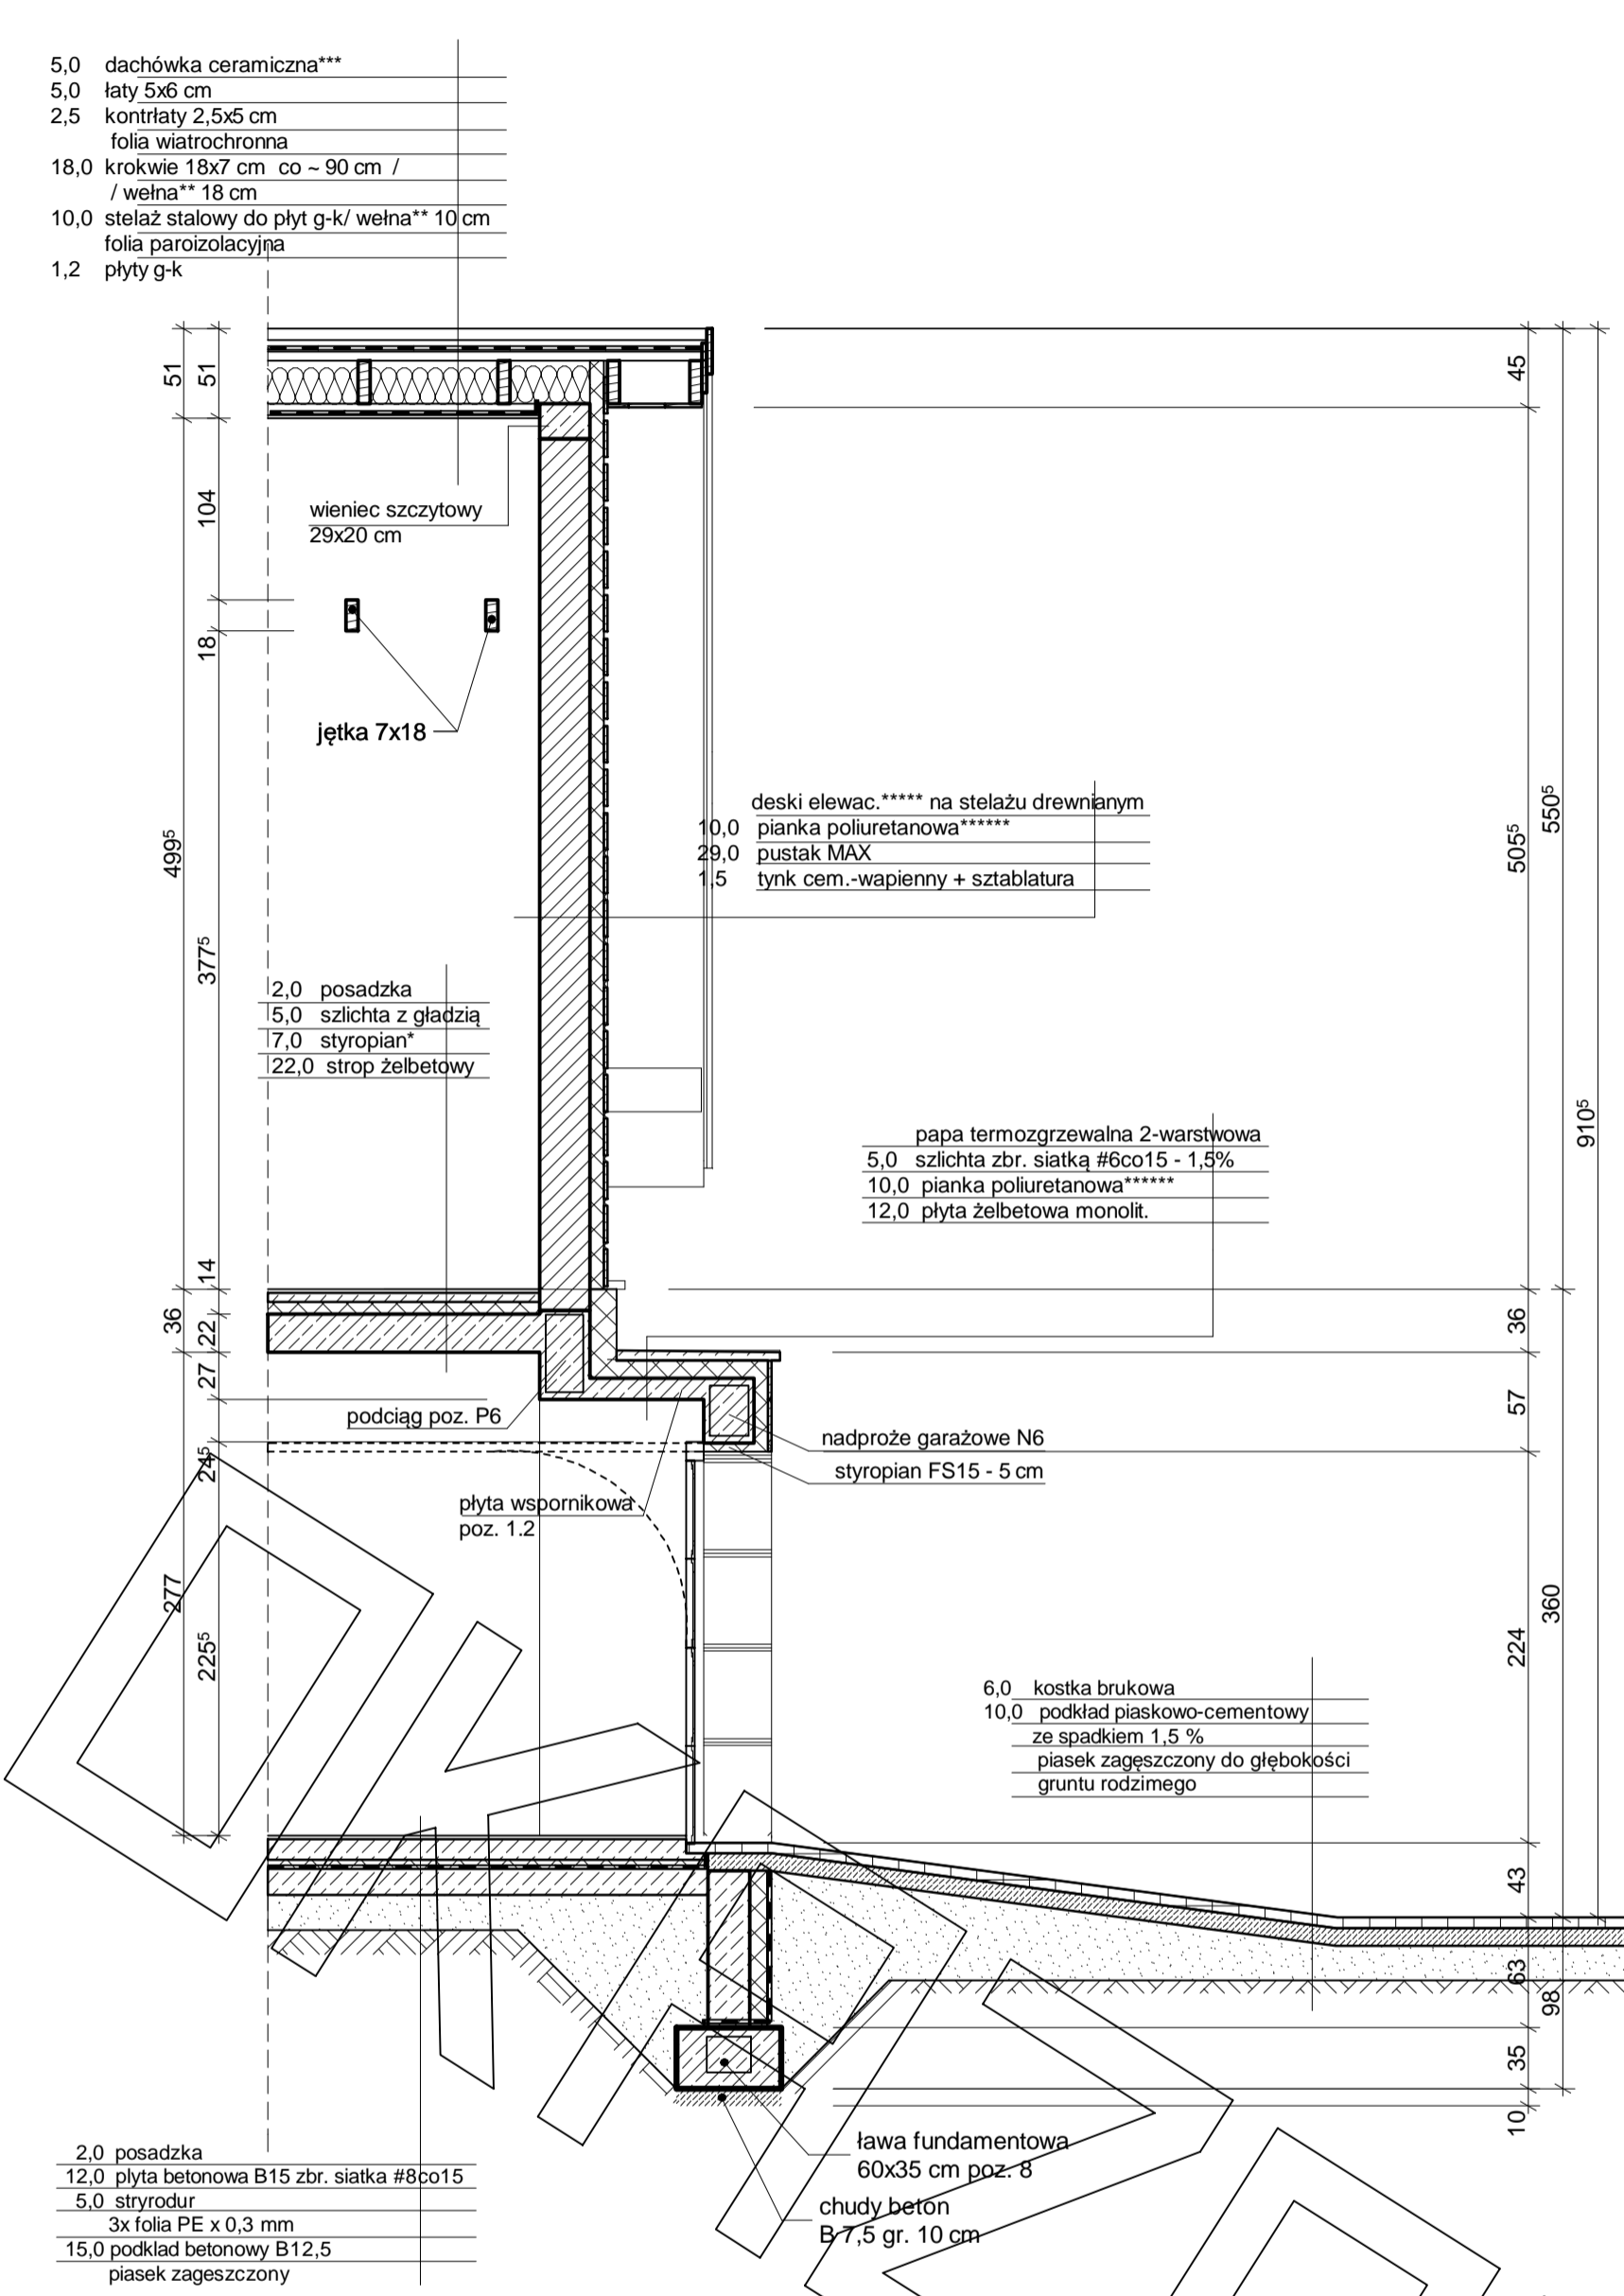 5,0 dachówka ceramiczna***
5,0 łaty 5x6 cm
2,5 kontrłaty 2,5x5 cm
folia wiatrochronna
18,0 krokwie 18x7 cm co ~ 90 cm /
/ wełna** 18 cm
10,0 stelaż stalowy do płyt g-k/ wełna** 10 cm
folia paroizolacyjna
1,2 płyty g-k
51
51
45
104
wieniec szczytowy
29x20 cm
18
jętka 7x18
deski elewac.***** na stelażu drewnianym
10,0 pianka poliuretanowa******
29,0 pustak MAX
1,5 tynk cem.-wapienny + sztablatura
499⁵
505⁵
550⁵
377⁵
2,0 posadzka
5,0 szlichta z gładzią
7,0 styropian*
22,0 strop żelbetowy
910⁵
papa termozgrzewalna 2-warstwowa
5,0 szlichta zbr. siatką #6co15 - 1,5%
10,0 pianka poliuretanowa******
12,0 płyta żelbetowa monolit.
14
36
22
36
27
57
podciąg poz. P6
nadproże garażowe N6
24⁵
styropian FS15 - 5 cm
płyta wspornikowa
poz. 1.2
277
360
225⁵
224
6,0 kostka brukowa
10,0 podkład piaskowo-cementowy
ze spadkiem 1,5 %
piasek zagęszczony do głębokości
gruntu rodzimego
43
63
98
35
10
ława fundamentowa
60x35 cm poz. 8
chudy beton
B 7,5 gr. 10 cm
2,0 posadzka
12,0 plyta betonowa B15 zbr. siatka #8co15
5,0 stryrodur
3x folia PE x 0,3 mm
15,0 podklad betonowy B12,5
piasek zageszczony